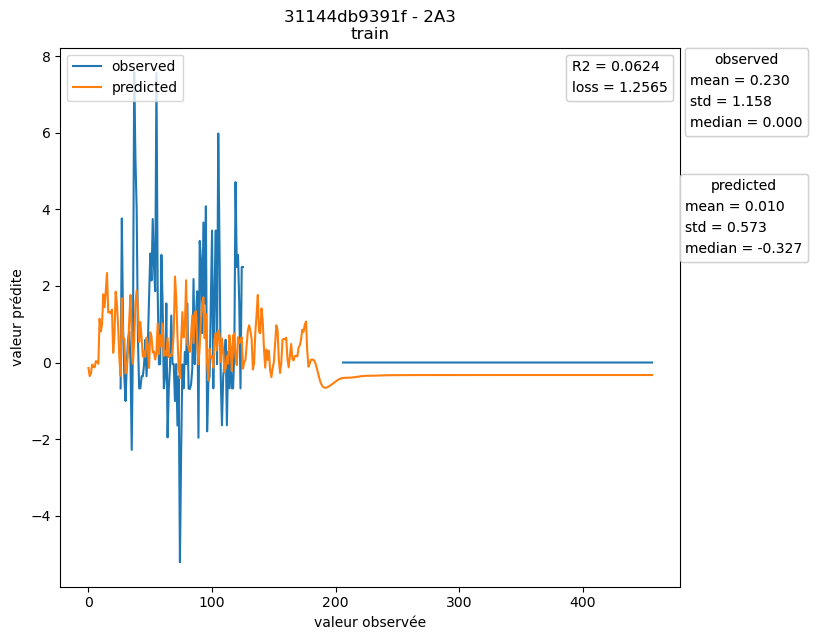 31144db9391f - 2A3
train
observed
predicted
R2 = 0.0624
loss = 1.2565
observed
mean = 0.230
std = 1.158
median = 0.000
predicted
mean = 0.010
std = 0.573
median = -0.327
valeur prédite
8
6
4
2
0
−2
−4
0
100
200
300
400
valeur observée